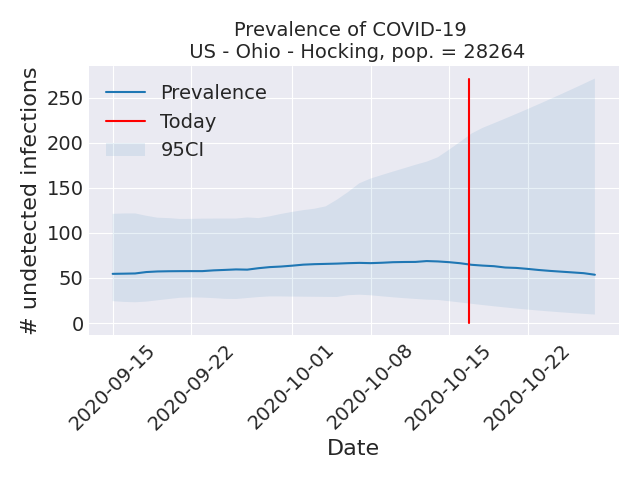 Prevalence of COVID-19
US - Ohio - Hocking, pop. = 28264
# undetected infections
250
200
150
100
50
0
Prevalence
Today
95CI
2020-09-15
2020-09-22
2020-10-01
2020-10-08
2020-10-15
2020-10-22
Date